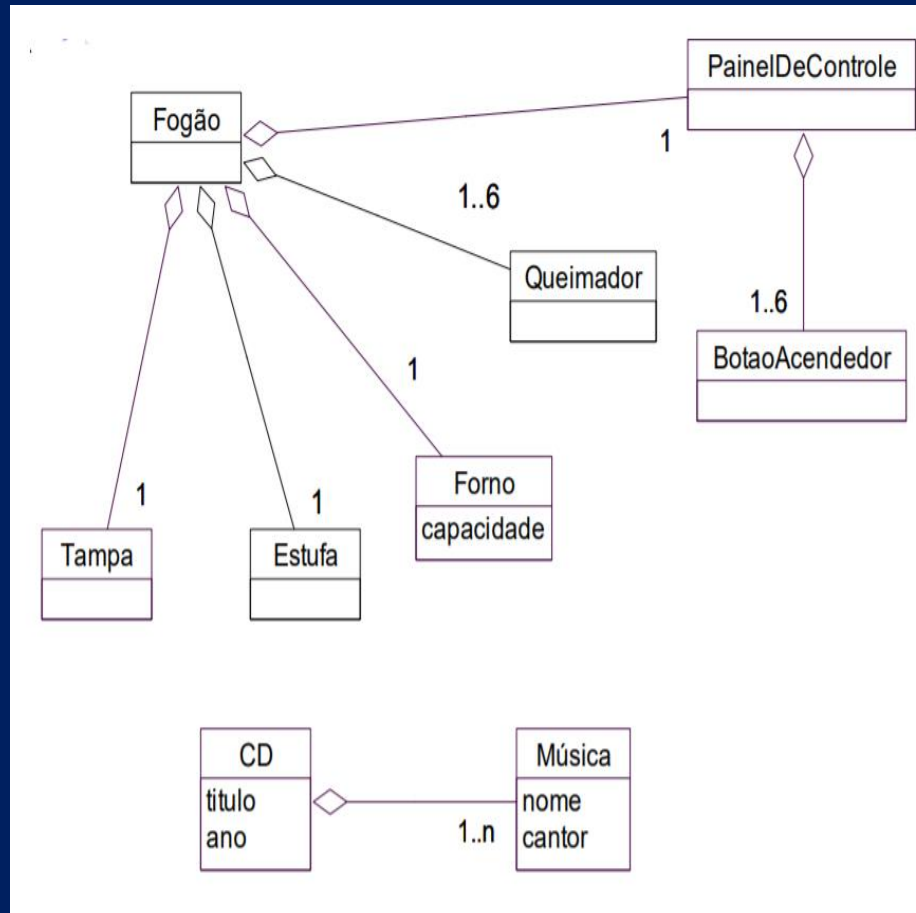 PainelDeControle
Fogão
1
1..6
Queimador
1..6
BotaoAcendedor
1
Forno
capacidade
1
1
Tampa
Estufa
CD
titulo
ano
1..n
Música
nome
cantor